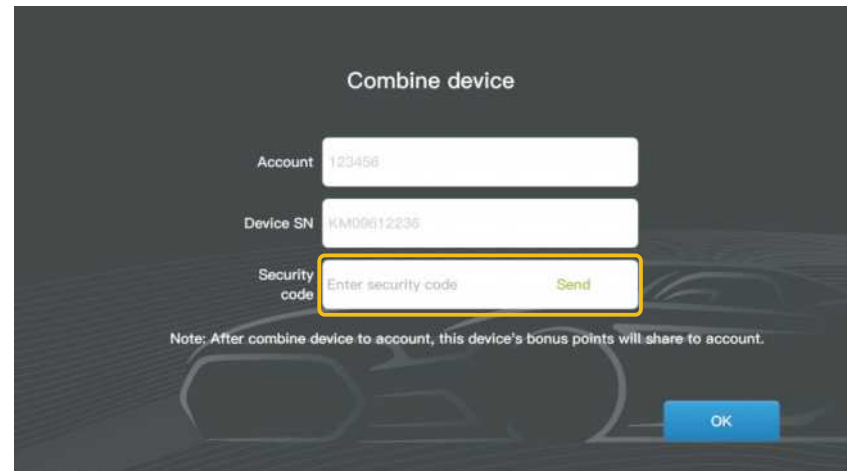 Combine device
Account 123456
Device SN KM09612236
Security
code
Enter security code Send
Note: After combine device to account, this device's bonus points will share to account.
OK